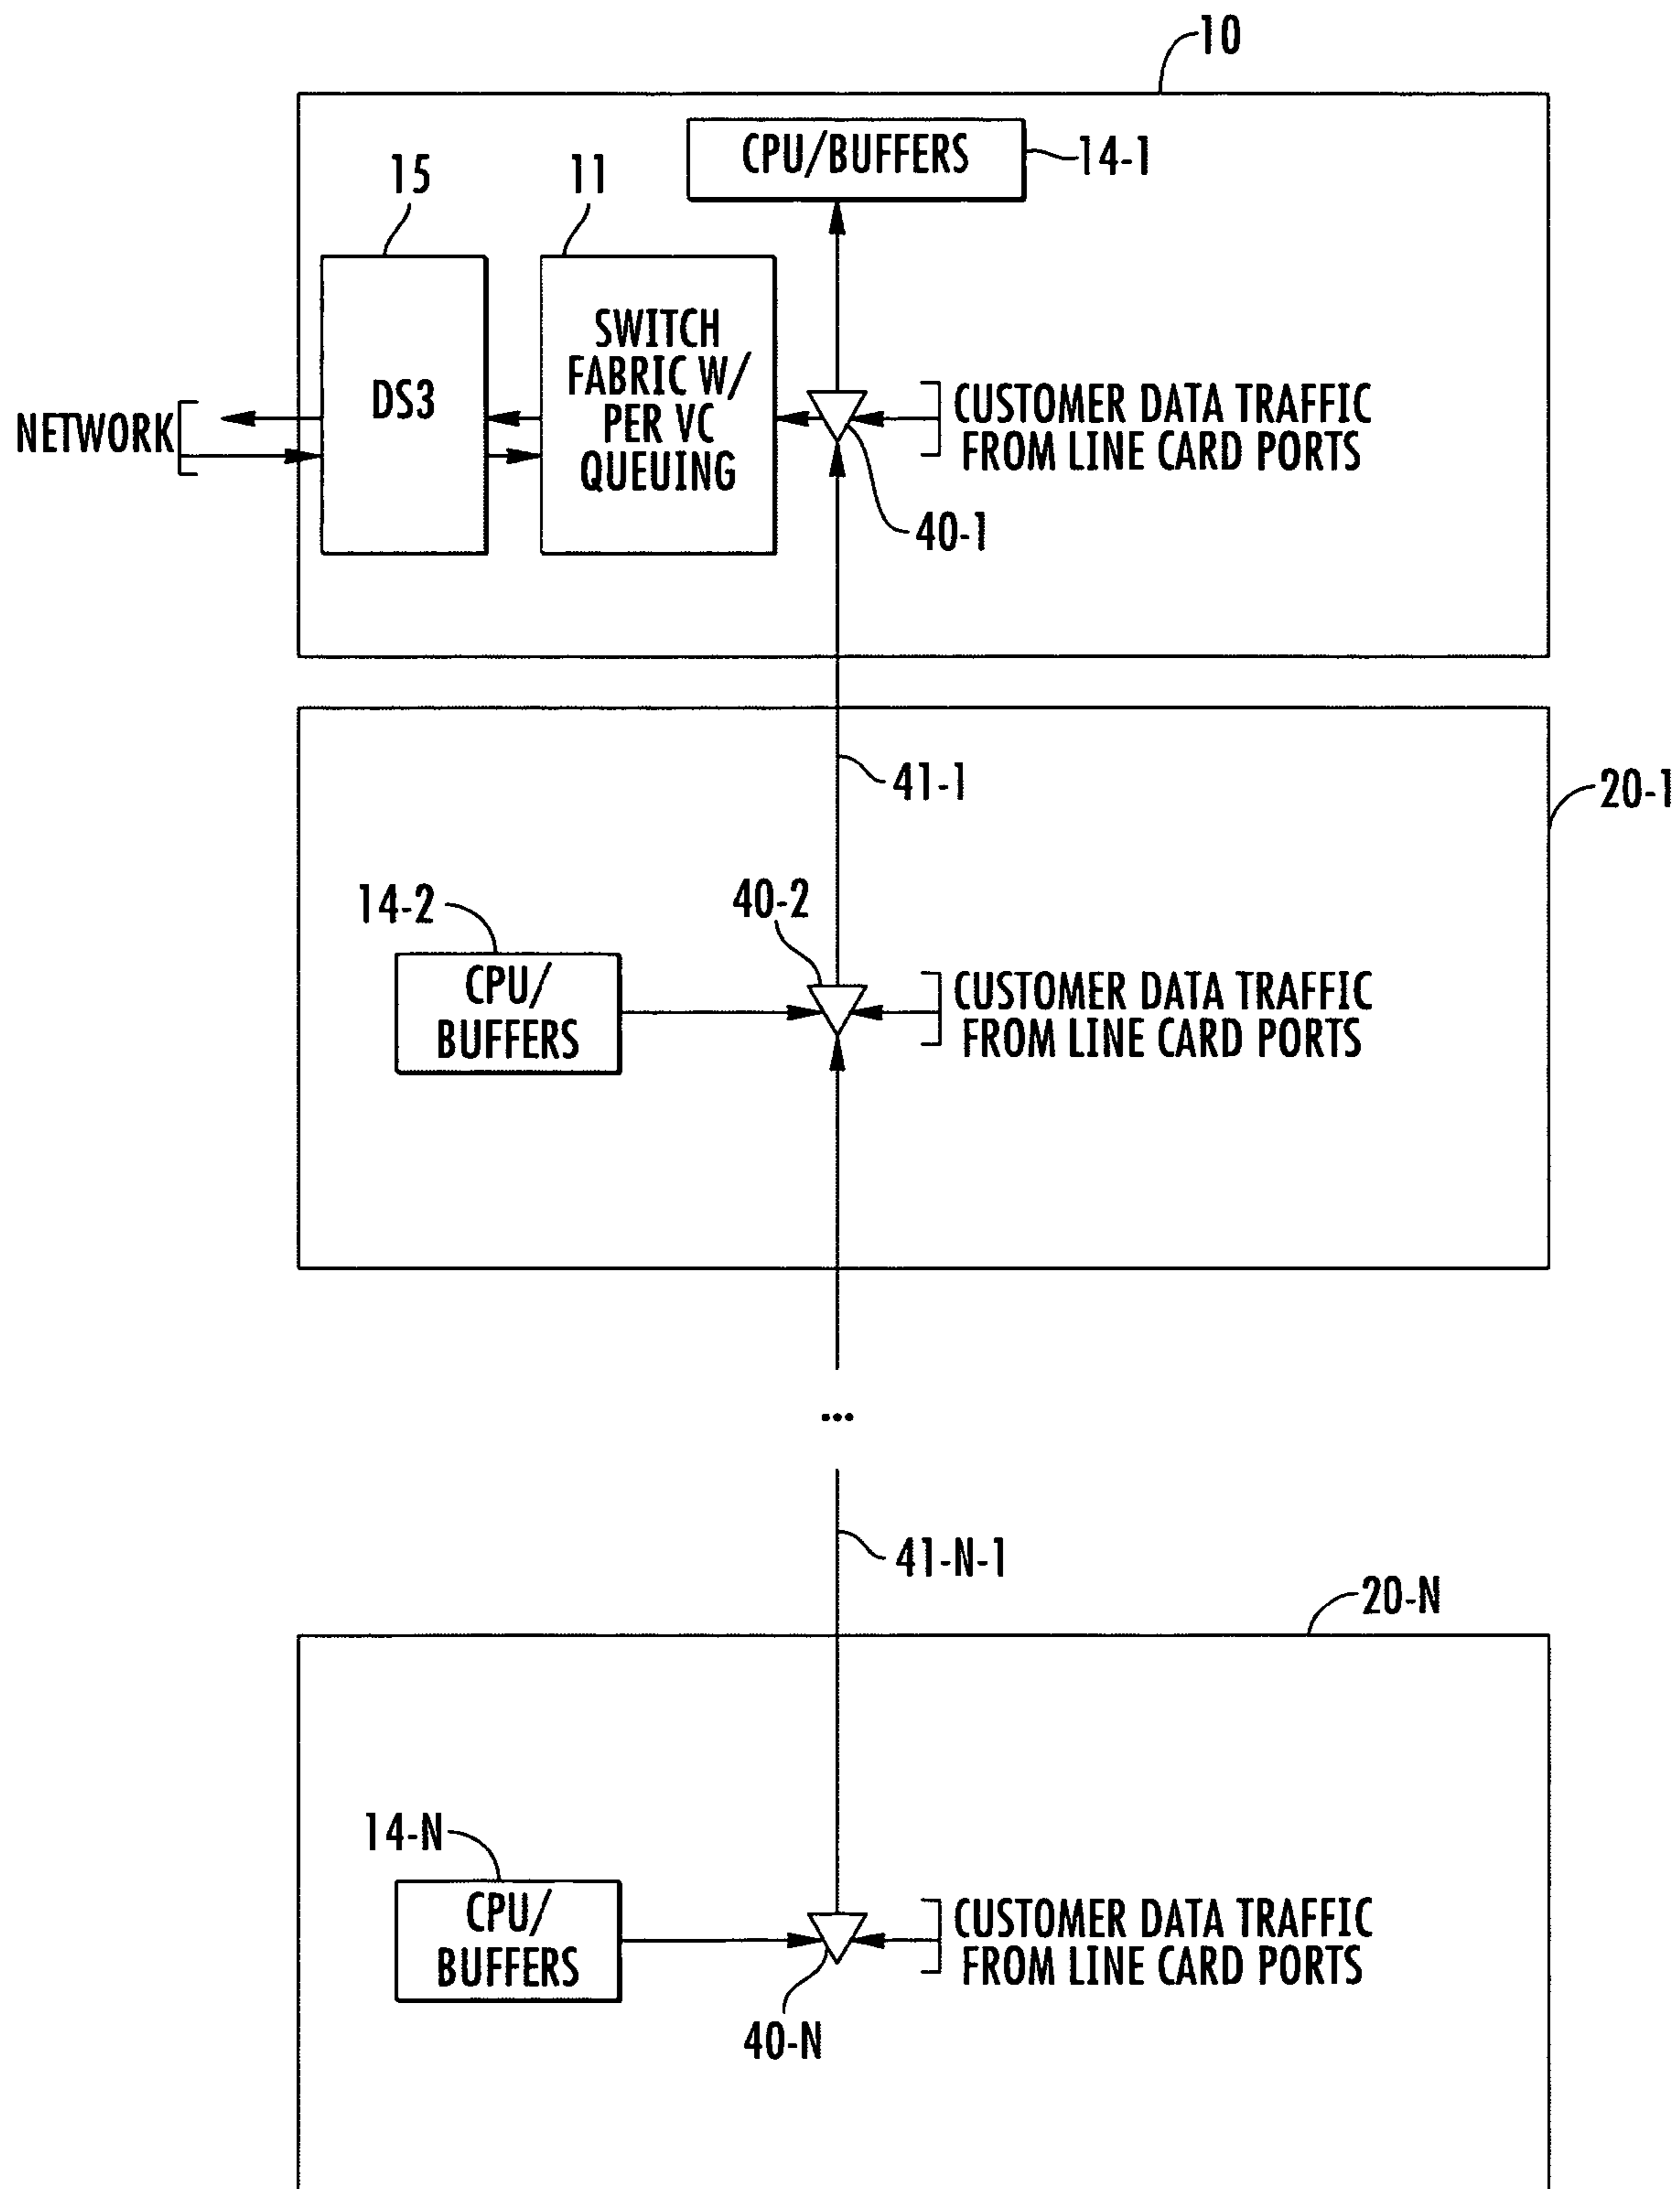 10
CPU/BUFFERS
14-1
15
11
DS3
SWITCH
FABRIC W/
PER VC
QUEUING
NETWORK
CUSTOMER DATA TRAFFIC
FROM LINE CARD PORTS
40-1
41-1
20-1
14-2
40-2
CPU/
BUFFERS
CUSTOMER DATA TRAFFIC
FROM LINE CARD PORTS
...
41-N-1
20-N
14-N
CPU/
BUFFERS
CUSTOMER DATA TRAFFIC
FROM LINE CARD PORTS
40-N